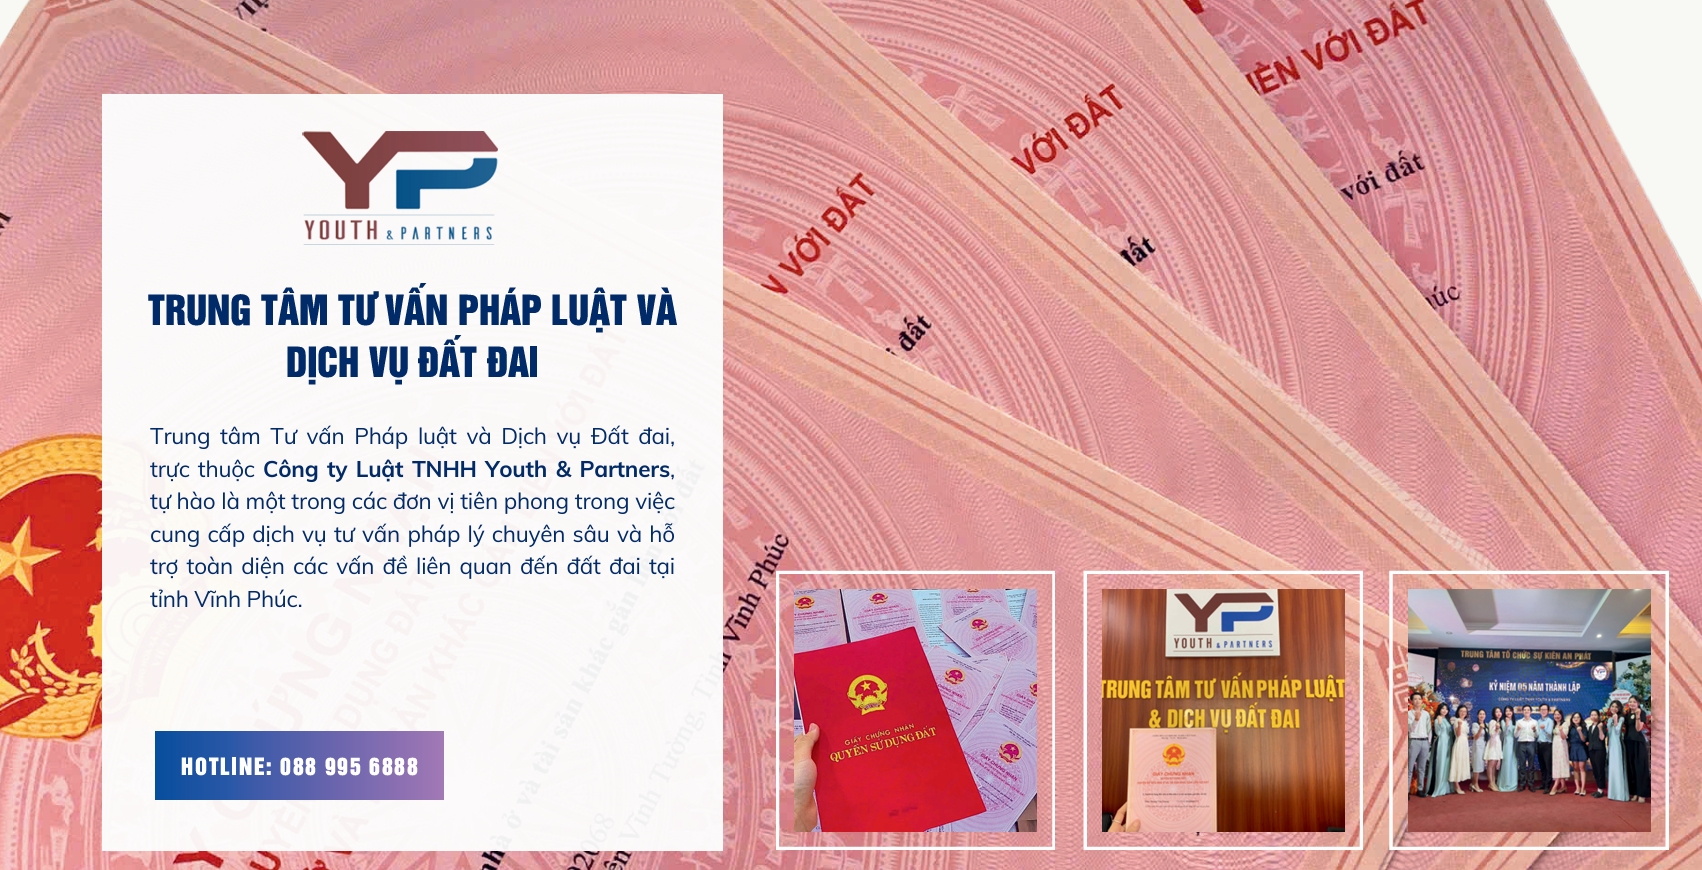 YP
YOUTH & PARTNERS
TRUNG TÂM TƯ VẤN PHÁP LUẬT VÀ
DỊCH VỤ ĐẤT ĐAI
Trung tâm Tư vấn Pháp luật và Dịch vụ Đất đai,
trực thuộc Công ty Luật TNHH Youth & Partners,
tự hào là một trong các đơn vị tiên phong trong việc
cung cấp dịch vụ tư vấn pháp lý chuyên sâu và hỗ
trợ toàn diện các vấn đề liên quan đến đất đai tại
tỉnh Vĩnh Phúc.
HOTLINE: 088 995 6888
VỚI ĐẤT
đất
VỚI ĐẤT
đất
VỚI ĐẤT
với đất
Vĩnh Phúc
GIẤY CHỨNG NHẬN
QUYỀN SỬ DỤNG ĐẤT
YP
YOUTH & PARTNERS
TRUNG TÂM TƯ VẤN PHÁP LUẬT
& DỊCH VỤ ĐẤT ĐAI
TRUNG TÂM TỔ CHỨC SỰ KIỆN AN PHÁT
KỶ NIỆM 05 NĂM THÀNH LẬP